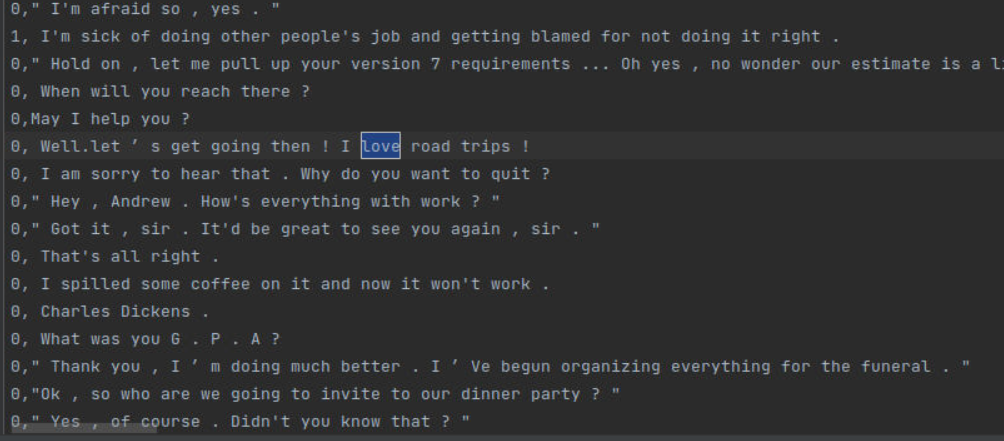 0," I'm afraid so , yes . "
1, I'm sick of doing other people's job and getting blamed for not doing it right .
0," Hold on , let me pull up your version 7 requirements ... Oh yes , no wonder our estimate is a
0, When will you reach there ?
0,May I help you ?
0, Well.let ’ s get going then ! I love road trips !
0, I am sorry to hear that . Why do you want to quit ?
0," Hey , Andrew . How's everything with work ? "
0," Got it , sir . It'd be great to see you again , sir . "
0, That's all right .
0, I spilled some coffee on it and now it won't work .
0, Charles Dickens .
0, What was you G . P . A ?
0," Thank you , I ’ m doing much better . I ’ Ve begun organizing everything for the funeral . "
0,"Ok , so who are we going to invite to our dinner party ? "
0," Yes , of course . Didn't you know that ? "